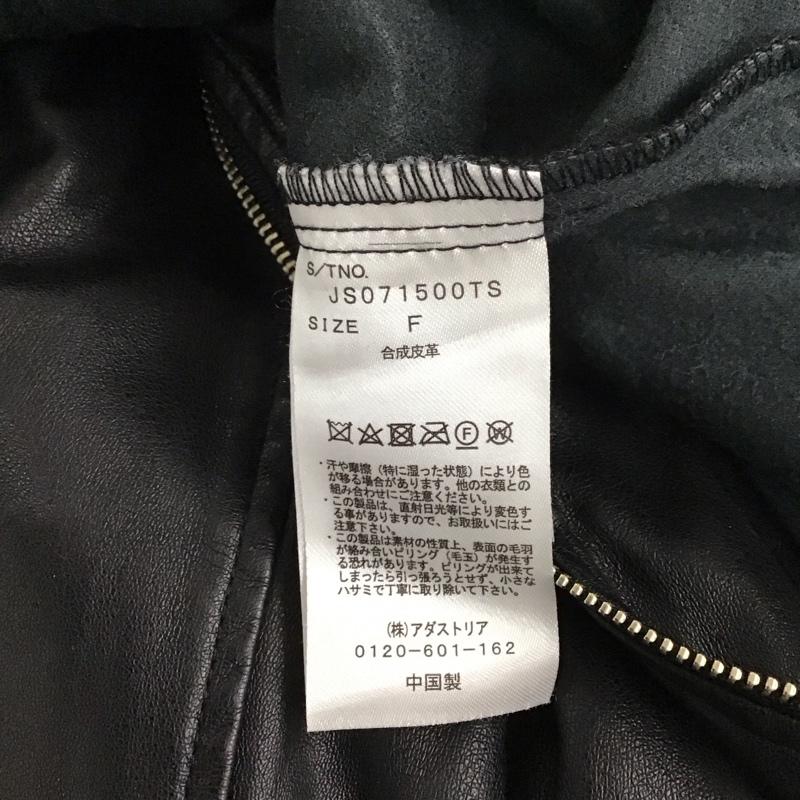 S/TNO.
JS071500TS
SIZE F
合成皮革
F W
・汗や摩擦（特に湿った状態）により色
が移る場合があります。他の衣類との
組み合わせにご注意ください。
・この製品は、直射日光等により変色す
る事がありますので、お取扱いにはご
注意下さい。
・この製品は素材の性質上、表面の毛羽
が絡み合いピリング（毛玉）が発生す
る恐れがあります。ピリングが出来て
しまったら引っ張ろうとせず、小さな
ハサミで丁寧に取り除いて下さい。
（株）アダストリア
0120-601-162
中国製